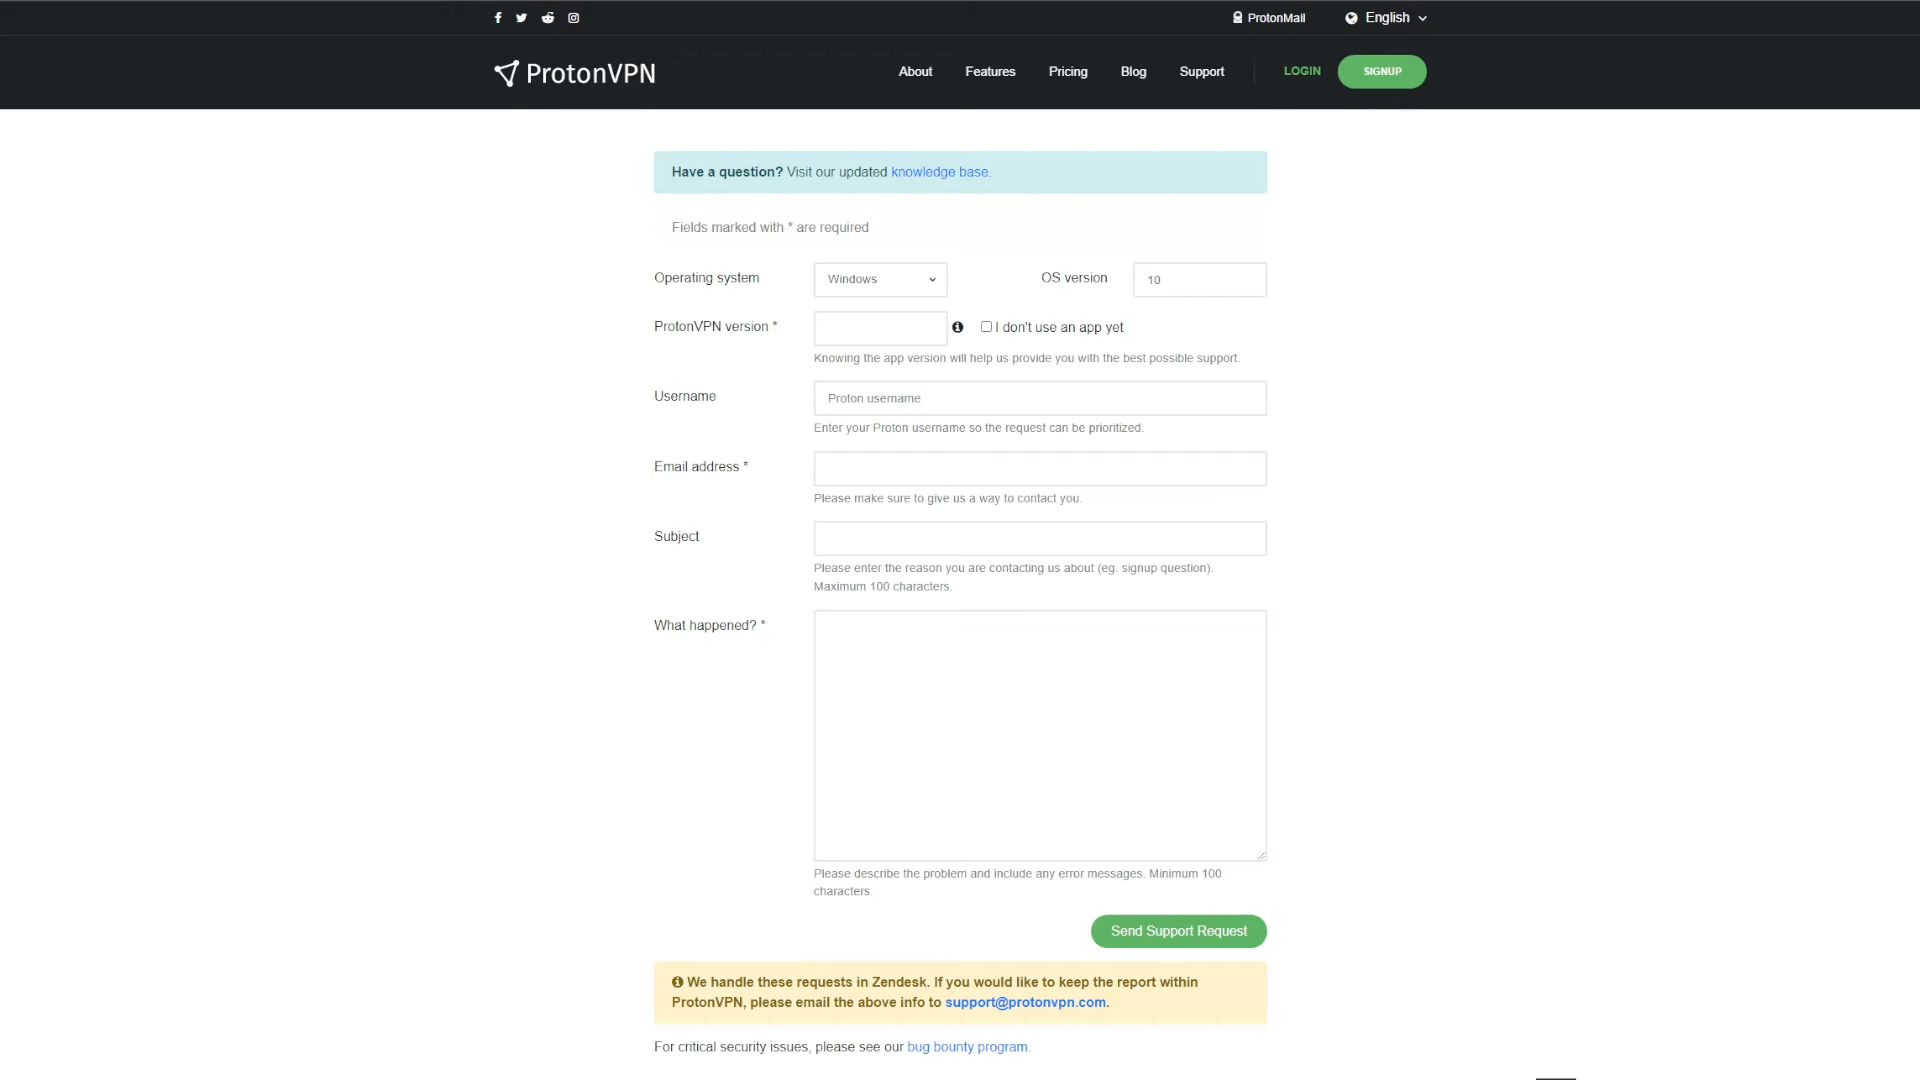 ProtonMail
English
ProtonVPN
About
Features
Pricing
Blog
Support
LOGIN
SIGNUP
Have a question? Visit our updated knowledge base.
Fields marked with * are required
Operating system
Windows
OS version
10
ProtonVPN version *
I don't use an app yet
Knowing the app version will help us provide you with the best possible support.
Username
Proton username
Enter your Proton username so the request can be prioritized.
Email address *
Please make sure to give us a way to contact you.
Subject
Please enter the reason you are contacting us about (eg. signup question).
Maximum 100 characters.
What happened? *
Please describe the problem and include any error messages. Minimum 100
characters.
Send Support Request
We handle these requests in Zendesk. If you would like to keep the report within
ProtonVPN, please email the above info to support@protonvpn.com.
For critical security issues, please see our bug bounty program.